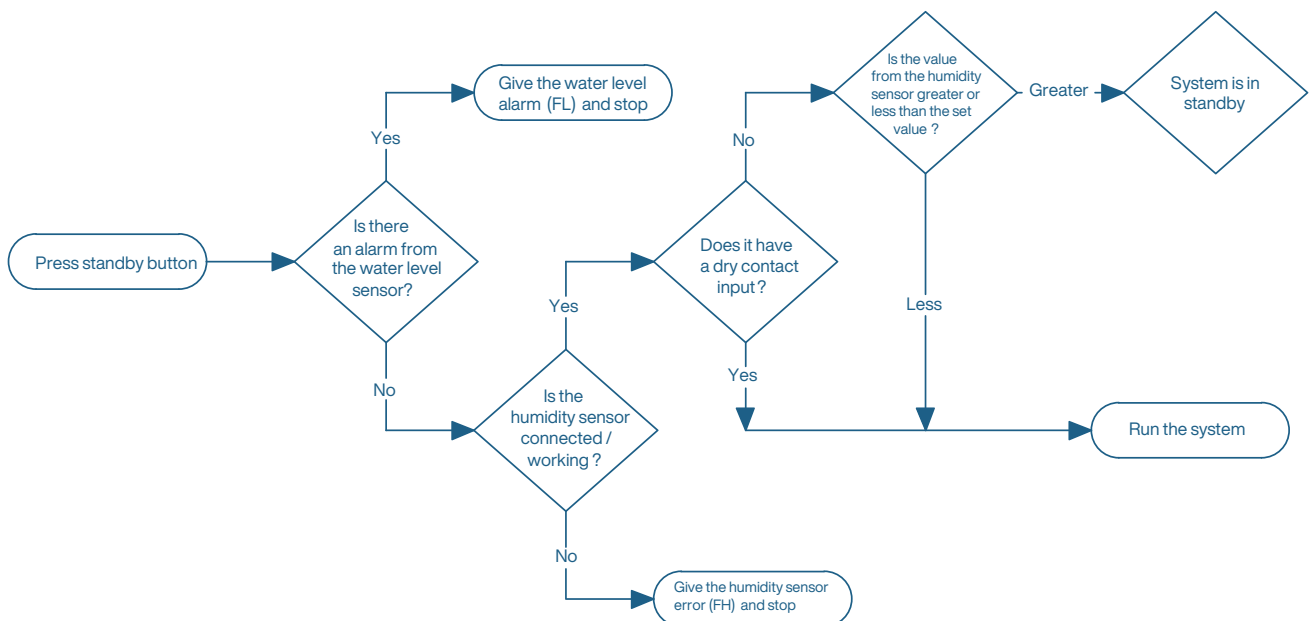 Press standby button
Is there
an alarm from
the water level
sensor?
Yes
Give the water level
alarm (FL) and stop
No
Is the
humidity sensor
connected /
working ?
No
Give the humidity sensor
error (FH) and stop
Yes
Does it have
a dry contact
input ?
No
Is the value
from the humidity
sensor greater or
less than the set
value ?
Greater
System is in
standby
Less
Yes
Run the system